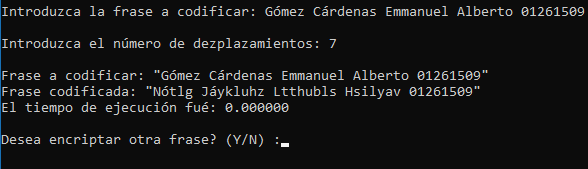 Introduzca la frase a codificar: Gómez Cárdenas Emmanuel Alberto 01261509
Introduzca el número de dezplazamientos: 7
Frase a codificar: "Gómez Cárdenas Emmanuel Alberto 01261509"
Frase codificada: "Nótlg Jáykluhz Ltthubls Hsilyav 01261509"
El tiempo de ejecución fué: 0.000000
Desea encriptar otra frase? (Y/N) :